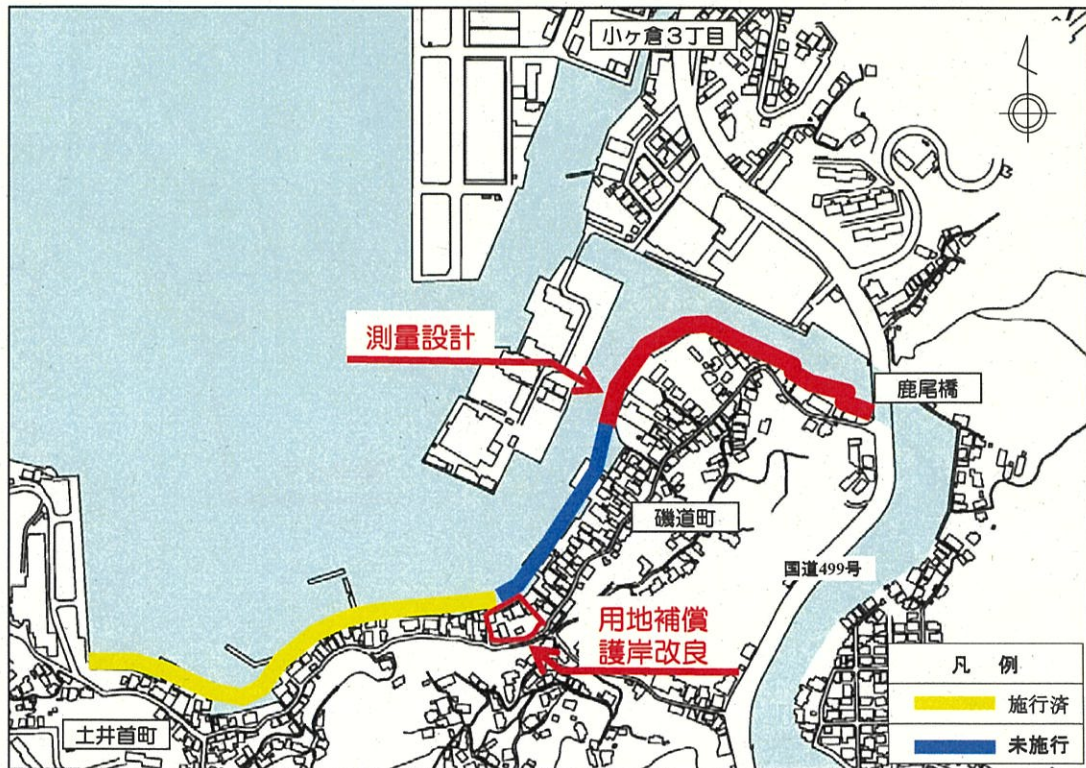 小ヶ倉3丁目
測量設計
鹿尾橋
磯道町
国道499号
用地補償
護岸改良
土井首町
凡 例
施行済
未施行